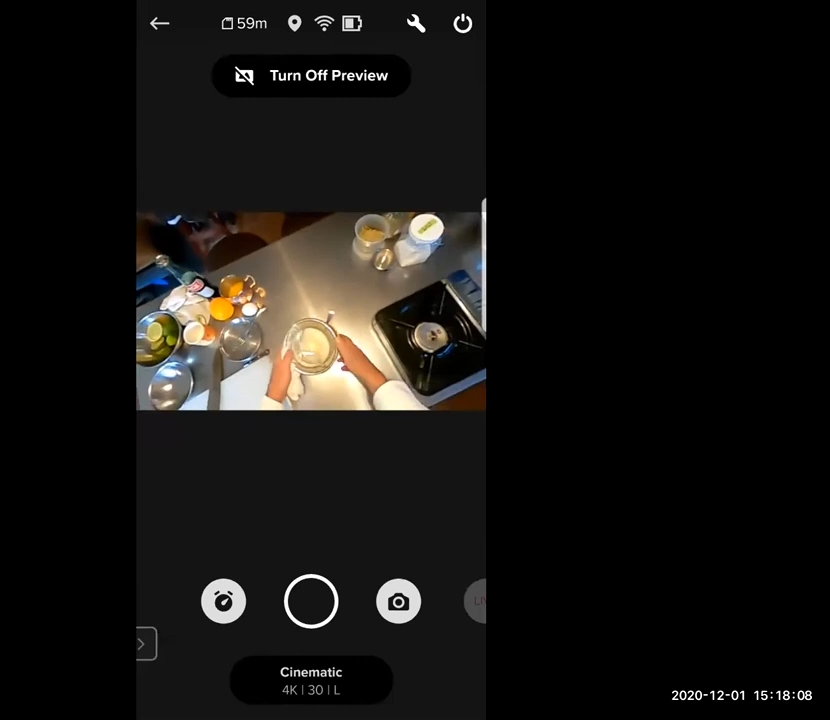 59m
Turn Off Preview
Cinematic
4K | 30 | L
2020-12-01 15:18:08